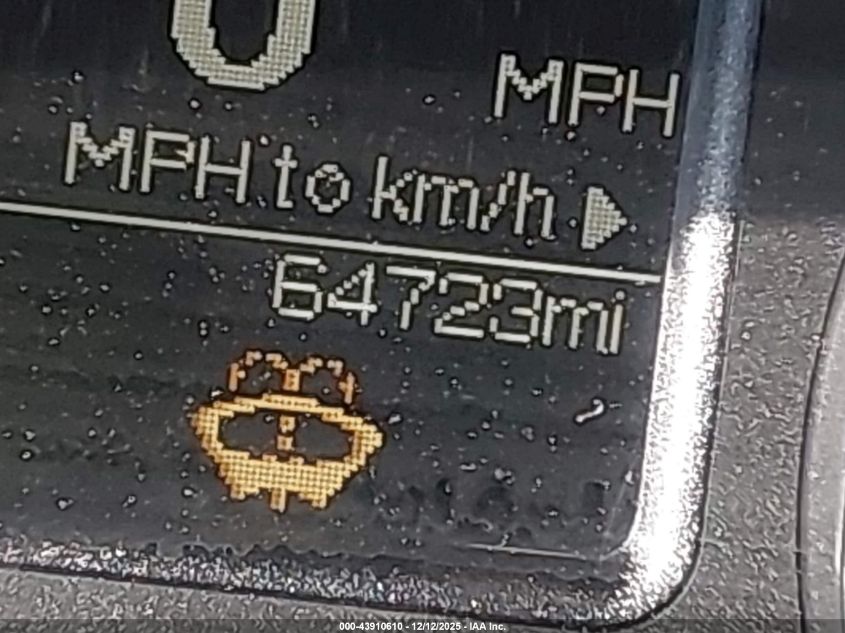 0
MPH
MPH to km/h
64723mi
000-43910610 - 12/12/2025 - IAA Inc.